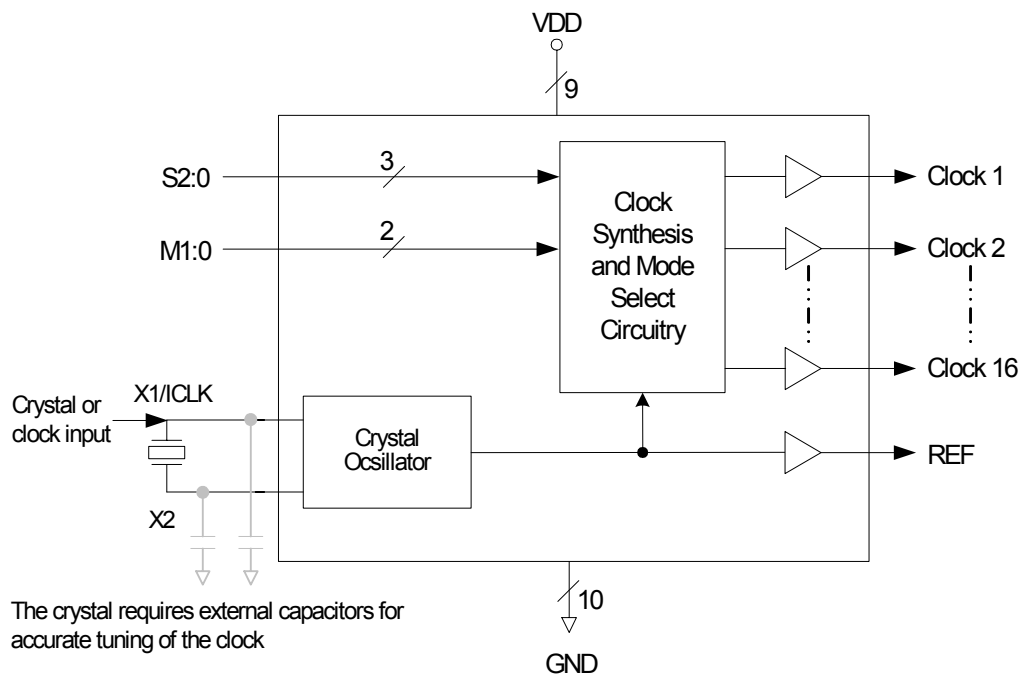 VDD
9
S2:0
3
M1:0
2
Clock
Synthesis
and Mode
Select
Circuitry
Clock 1
Clock 2
Clock 16
X1/ICLK
Crystal or
clock input
Crystal
Ocsillator
REF
X2
The crystal requires external capacitors for
accurate tuning of the clock
10
GND